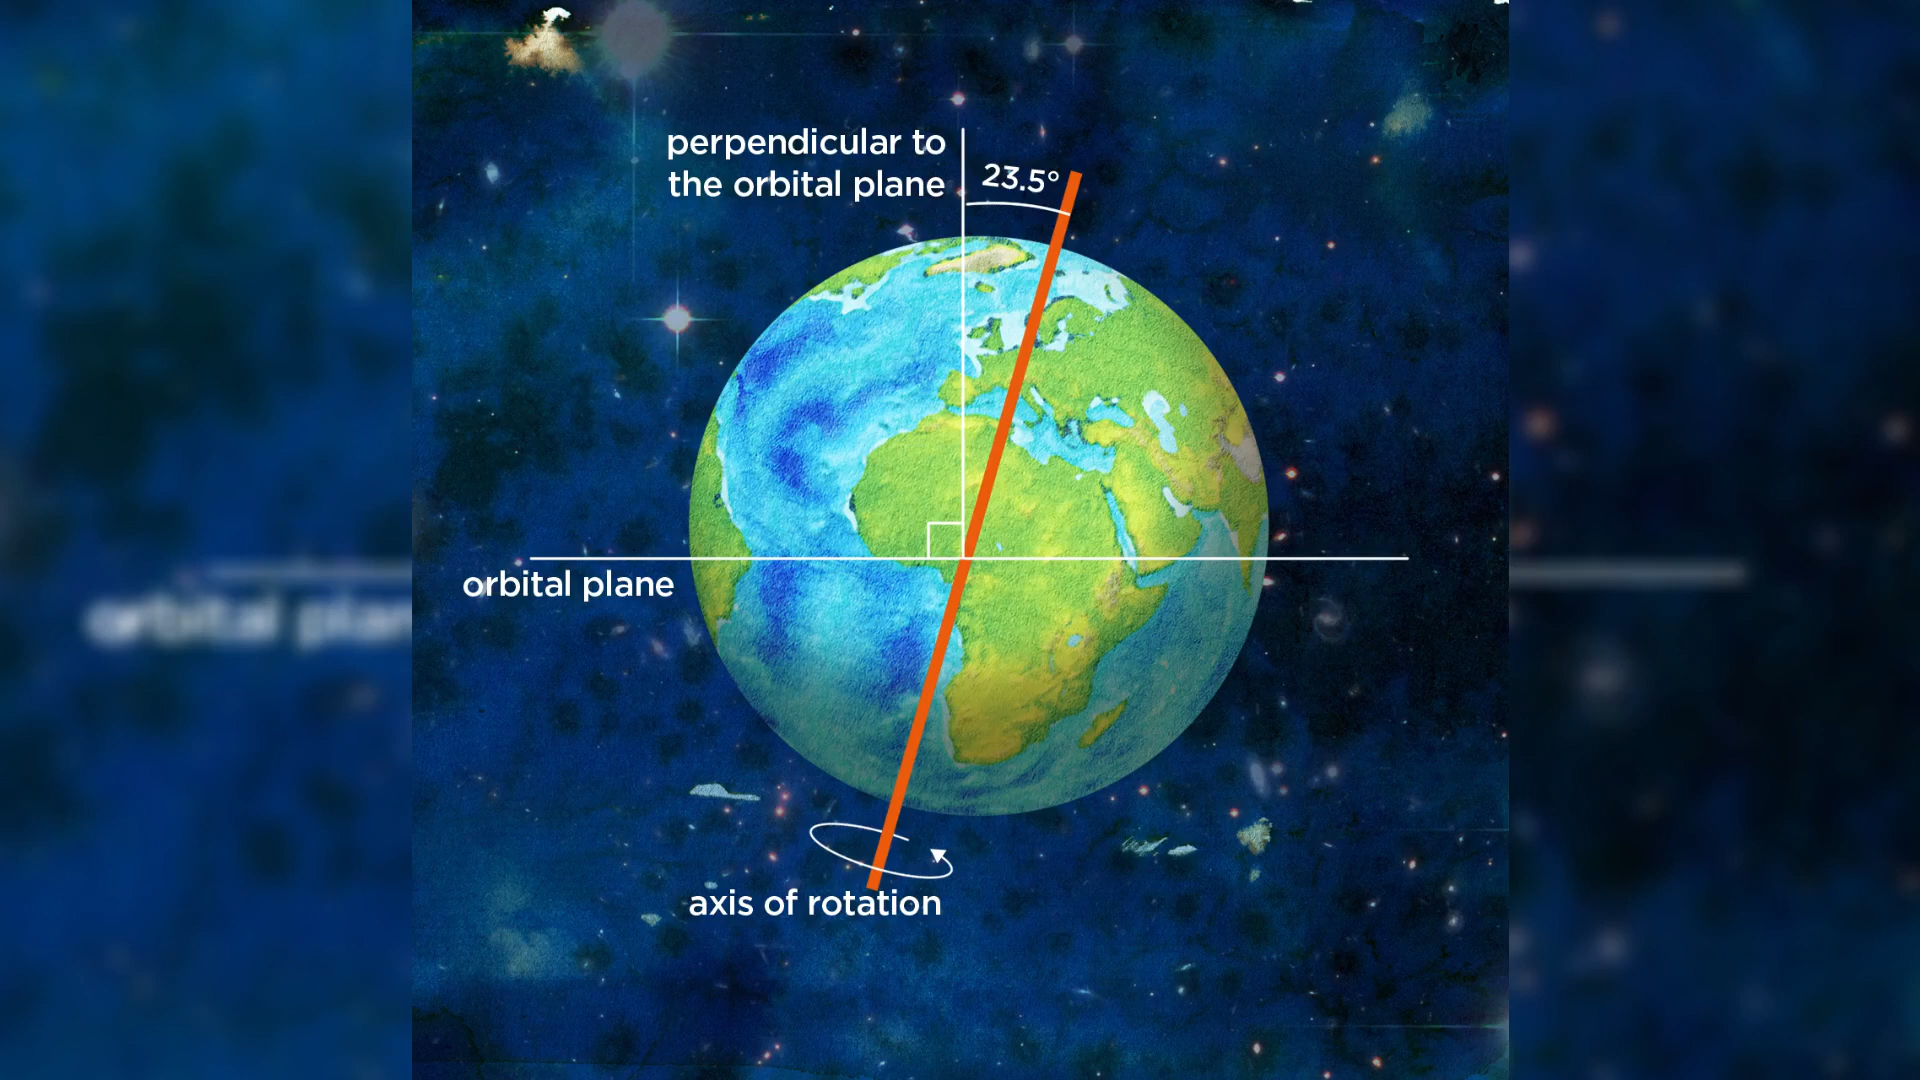 perpendicular to
the orbital plane
23.5°
orbital plane
axis of rotation